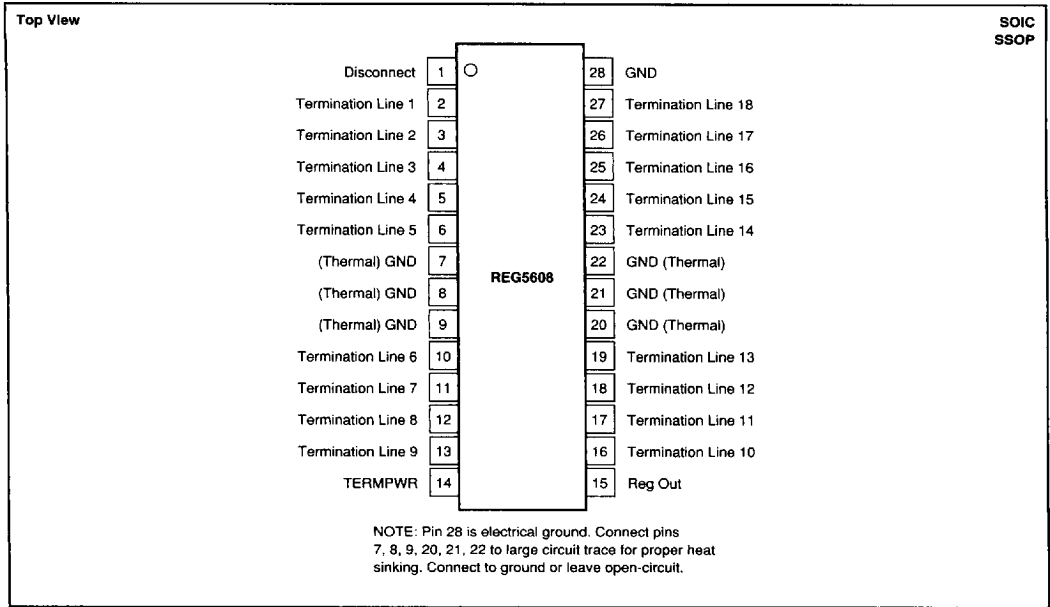 Top View
SOIC
SSOP
Disconnect 1 28 GND
Termination Line 1 2 27 Termination Line 18
Termination Line 2 3 26 Termination Line 17
Termination Line 3 4 25 Termination Line 16
Termination Line 4 5 24 Termination Line 15
Termination Line 5 6 23 Termination Line 14
(Thermal) GND 7 22 GND (Thermal)
REG5608
(Thermal) GND 8 21 GND (Thermal)
(Thermal) GND 9 20 GND (Thermal)
Termination Line 6 10 19 Termination Line 13
Termination Line 7 11 18 Termination Line 12
Termination Line 8 12 17 Termination Line 11
Termination Line 9 13 16 Termination Line 10
TERMPWR 14 15 Reg Out
NOTE: Pin 28 is electrical ground. Connect pins
7, 8, 9, 20, 21, 22 to large circuit trace for proper heat
sinking. Connect to ground or leave open-circuit.